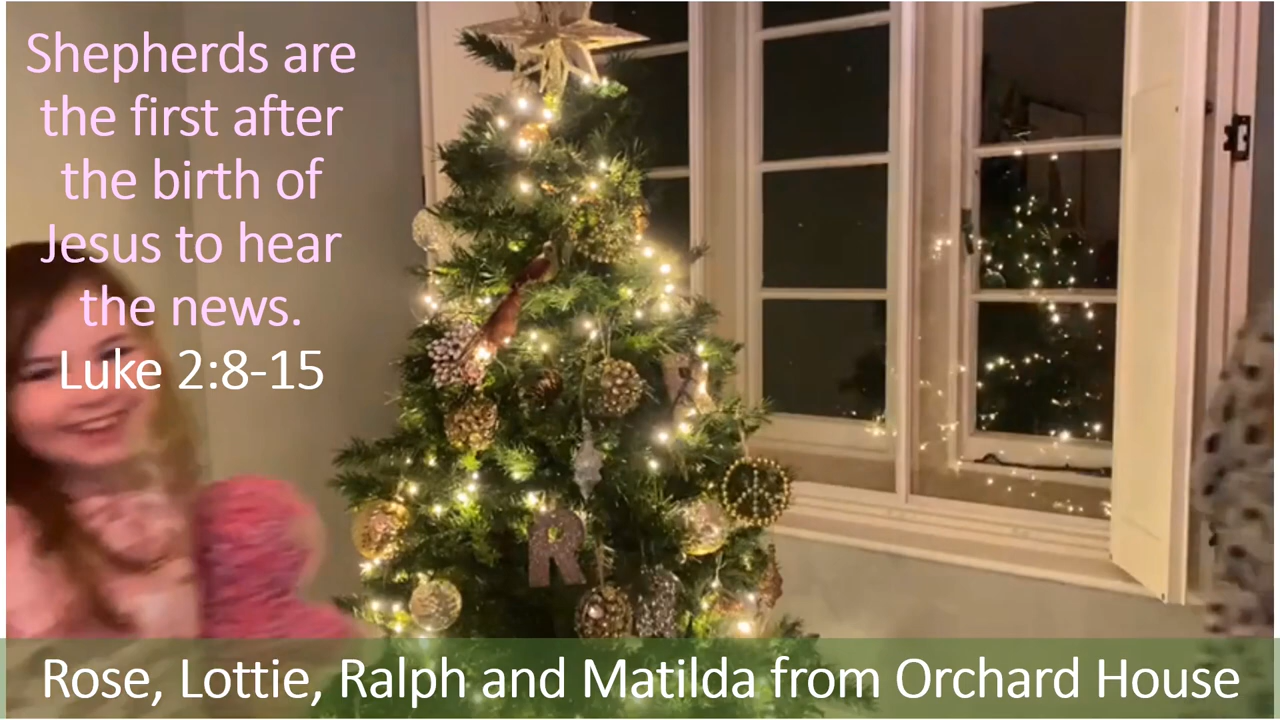 Shepherds are
the first after
the birth of
Jesus to hear
the news.
Luke 2:8-15
R
Rose, Lottie, Ralph and Matilda from Orchard House